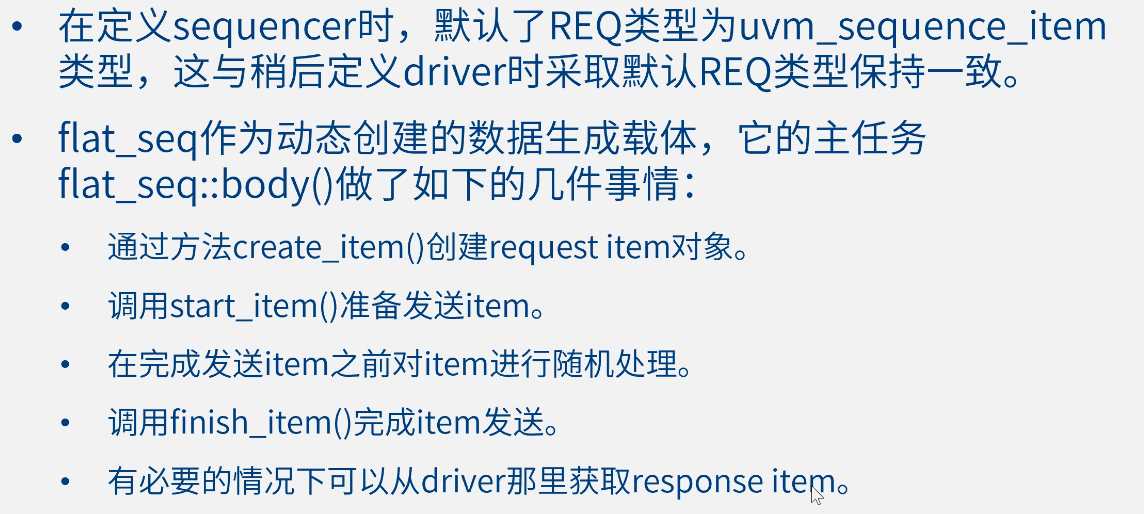 • 在定义sequencer时，默认了REQ类型为uvm_sequence_item
类型，这与稍后定义driver时采取默认REQ类型保持一致。
• flat_seq作为动态创建的数据生成载体，它的主任务
flat_seq::body()做了如下的几件事情：
• 通过方法create_item()创建request item对象。
• 调用start_item()准备发送item。
• 在完成发送item之前对item进行随机处理。
• 调用finish_item()完成item发送。
• 有必要的情况下可以从driver那里获取response item。